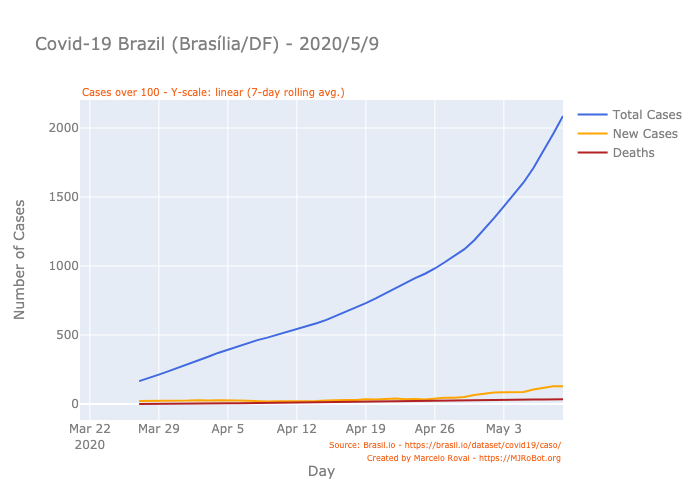 Covid-19 Brazil (Brasília/DF) - 2020/5/9
Cases over 100 - Y-scale: linear (7-day rolling avg.)
Total Cases
New Cases
Deaths
Number of Cases
2000
1500
1000
500
0
Mar 22 Mar 29 Apr 5 Apr 12 Apr 19 Apr 26 May 3
2020
Source: Brasil.io - https://brasil.io/dataset/covid19/caso/
Created by Marcelo Rovai - https://MJRoBot.org
Day